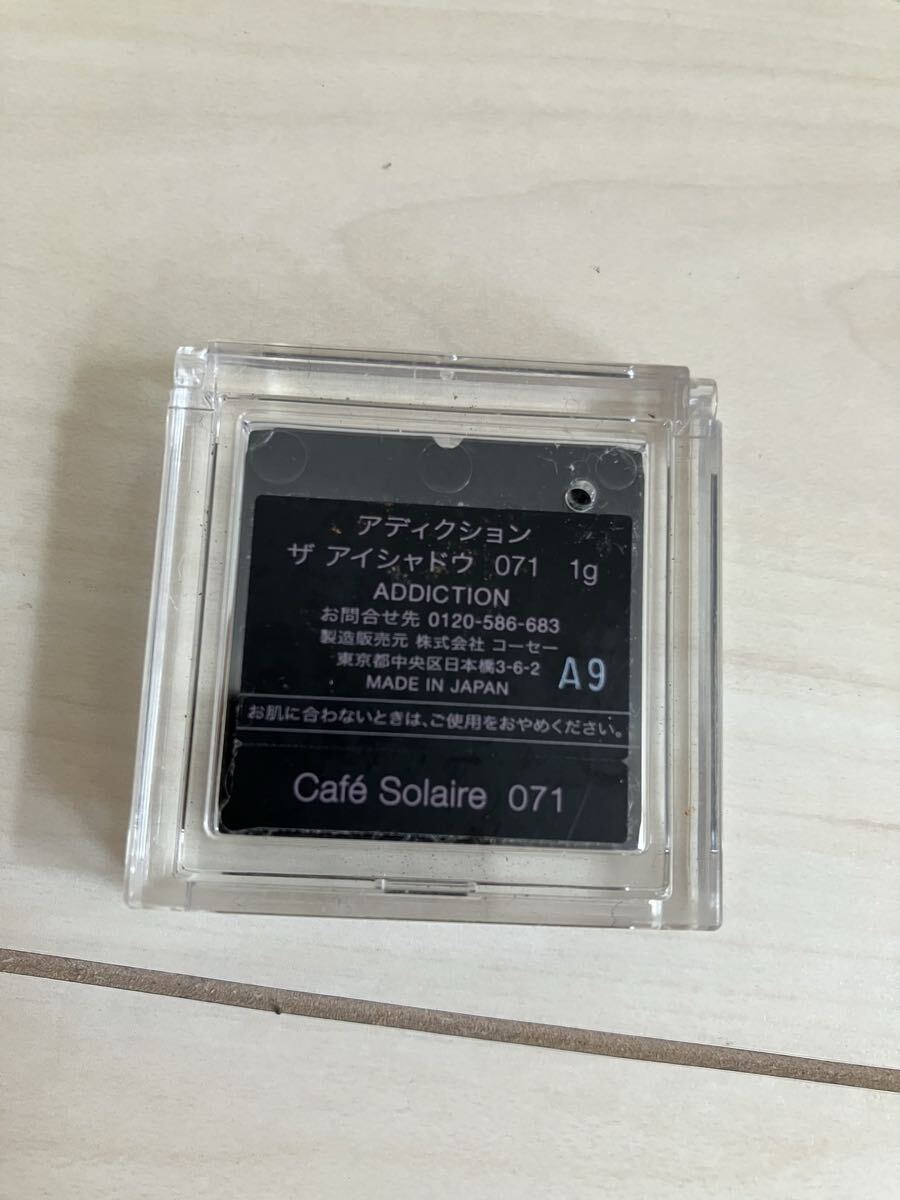 アディクション
ザ アイシャドウ 071 1g
ADDICTION
お問合せ先 0120-586-683
製造販売元 株式会社 コーセー
東京都中央区日本橋3-6-2
MADE IN JAPAN
A9
お肌に合わないときは、ご使用をおやめください。
Café Solaire 071